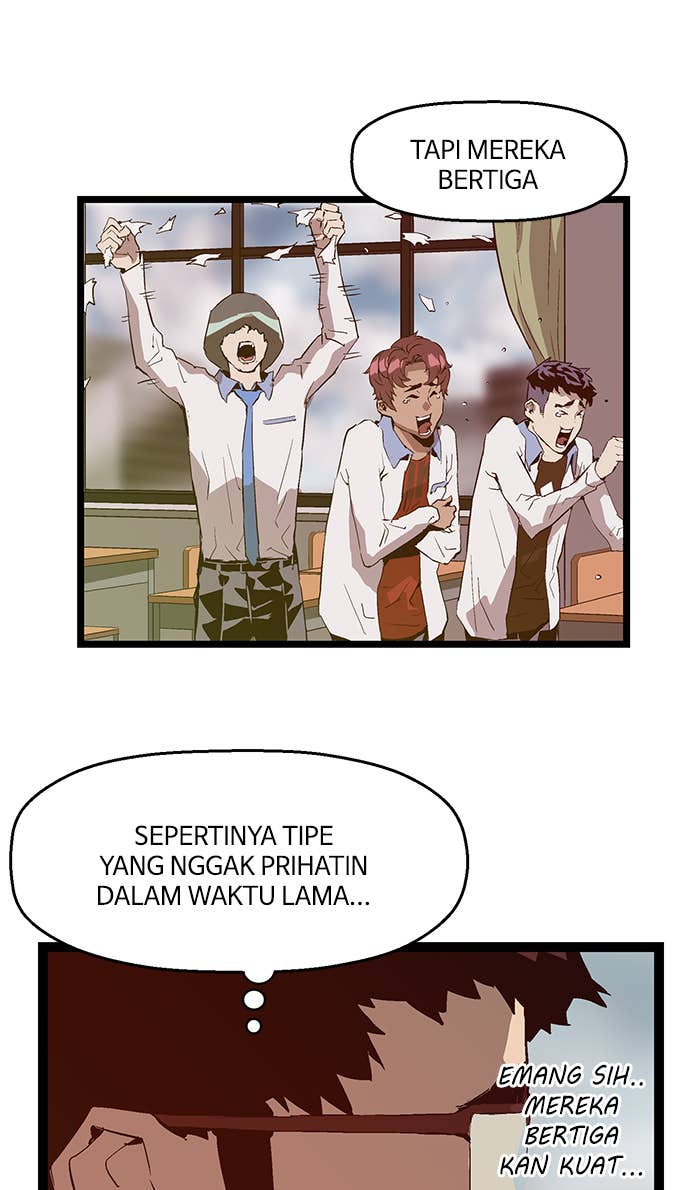 TAPI MEREKA
BERTIGA
SEPERTINYA TIPE
YANG NGGAK PRIHATIN
DALAM WAKTU LAMA...
EMANG SIH..
MEREKA
BERTIGA
KAN KUAT...